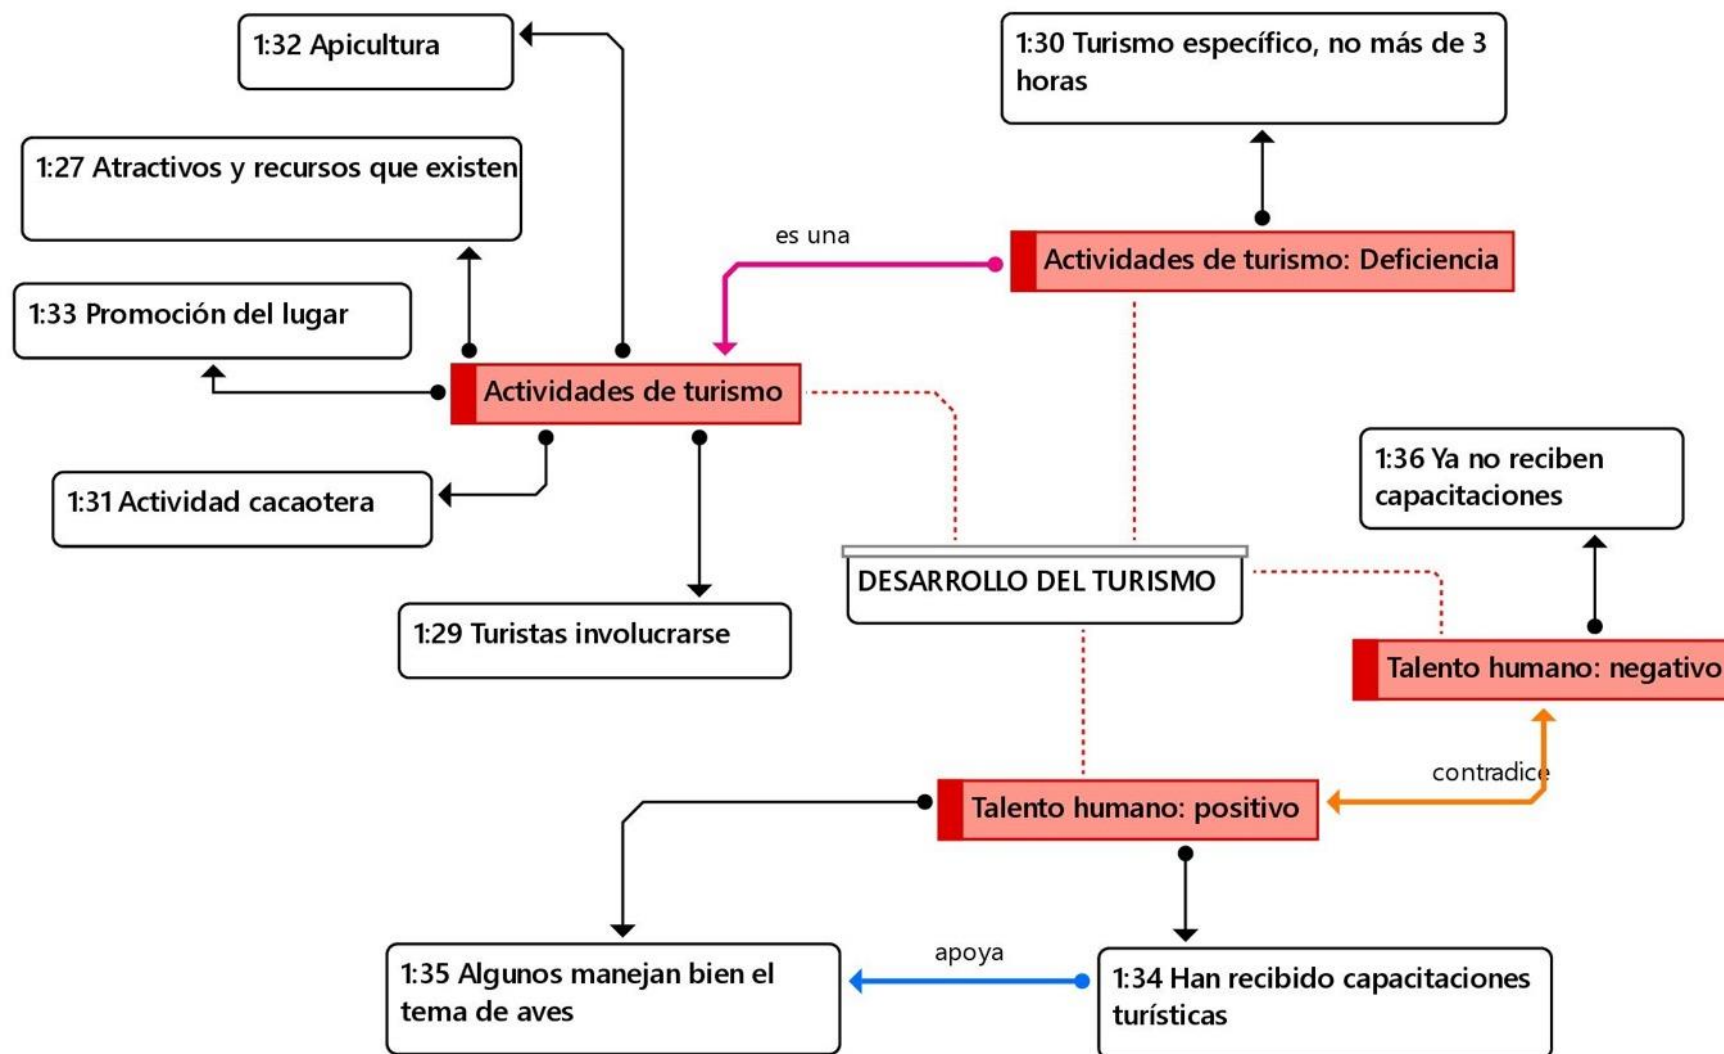 1:32 Apicultura
1:30 Turismo específico, no más de 3
horas
1:27 Atractivos y recursos que existen
es una
Actividades de turismo: Deficiencia
1:33 Promoción del lugar
Actividades de turismo
1:36 Ya no reciben
capacitaciones
1:31 Actividad cacaotera
DESARROLLO DEL TURISMO
1:29 Turistas involucrarse
Talento humano: negativo
contradice
Talento humano: positivo
apoya
1:35 Algunos manejan bien el
tema de aves
1:34 Han recibido capacitaciones
turísticas